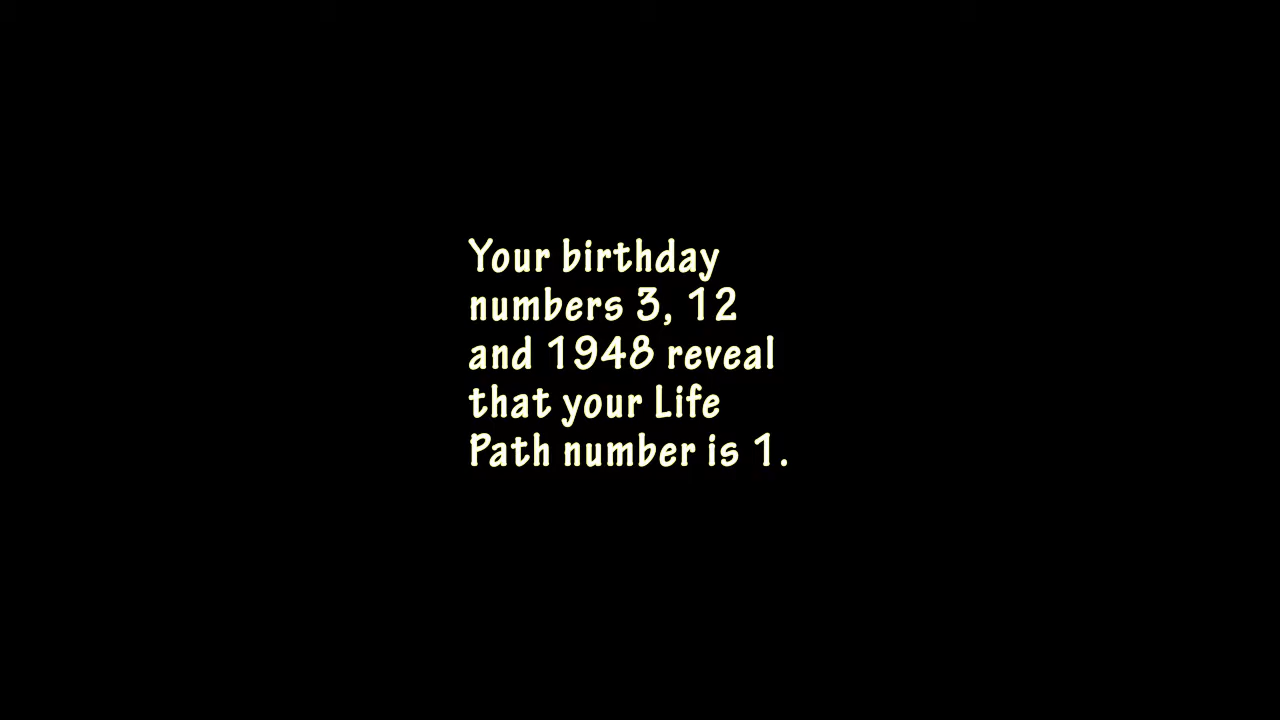 Your birthday
numbers 3, 12
and 1948 reveal
that your Life
Path number is 1.